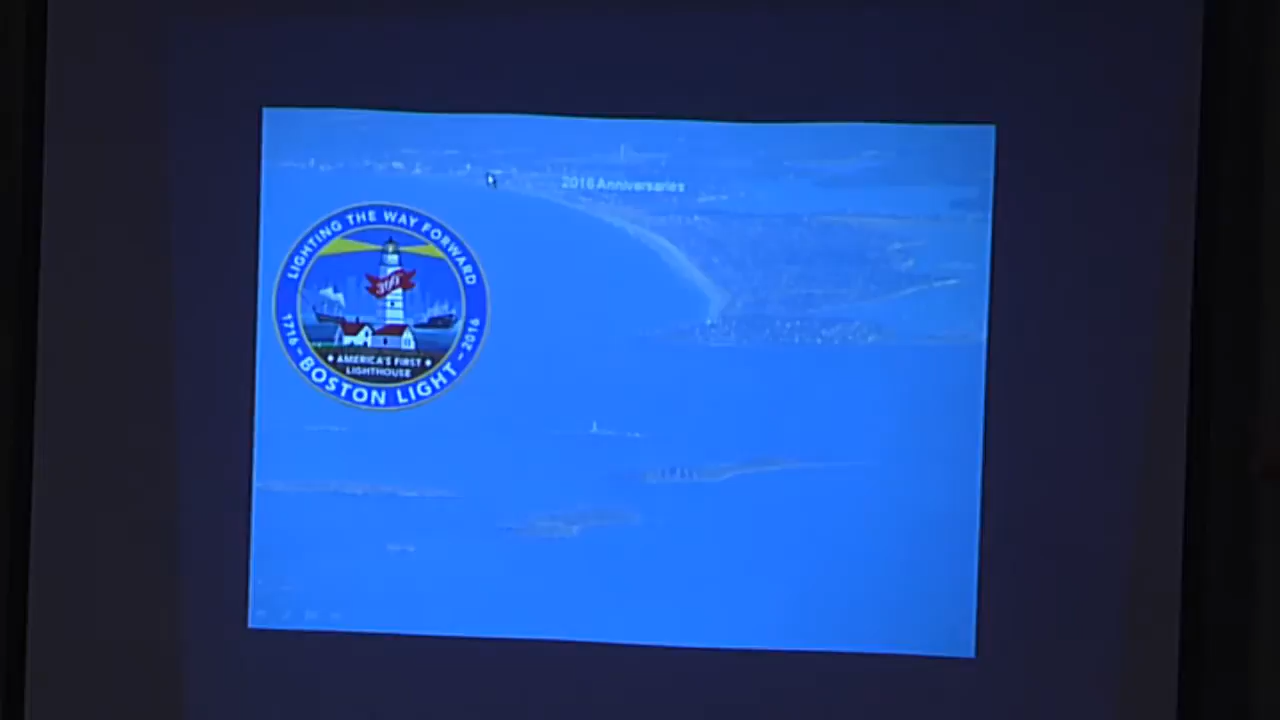 2016 Anniversaries
LIGHTING THE WAY FORWARD
300
1716 - BOSTON LIGHT - 2016
AMERICA'S FIRST
LIGHTHOUSE